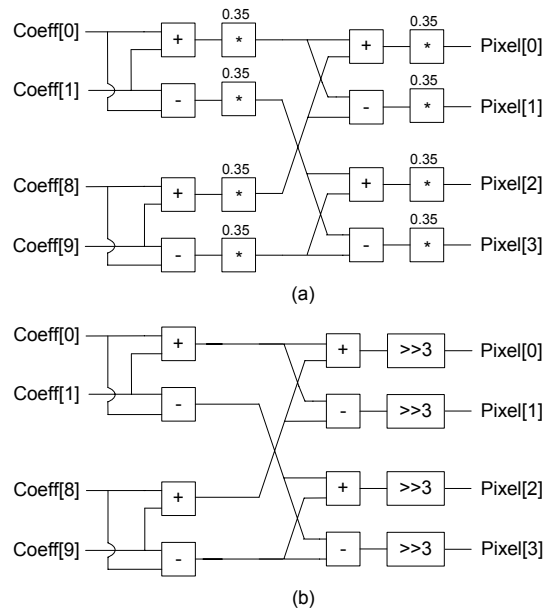 0.35 0.35
Coeff[0] + * + * Pixel[0]
0.35 0.35
Coeff[1] - * - * Pixel[1]
0.35 0.35
Coeff[8] + * + * Pixel[2]
0.35 0.35
Coeff[9] - * - * Pixel[3]
(a)
Coeff[0] + + >>3 Pixel[0]
Coeff[1] - - >>3 Pixel[1]
Coeff[8] + + >>3 Pixel[2]
Coeff[9] - - >>3 Pixel[3]
(b)